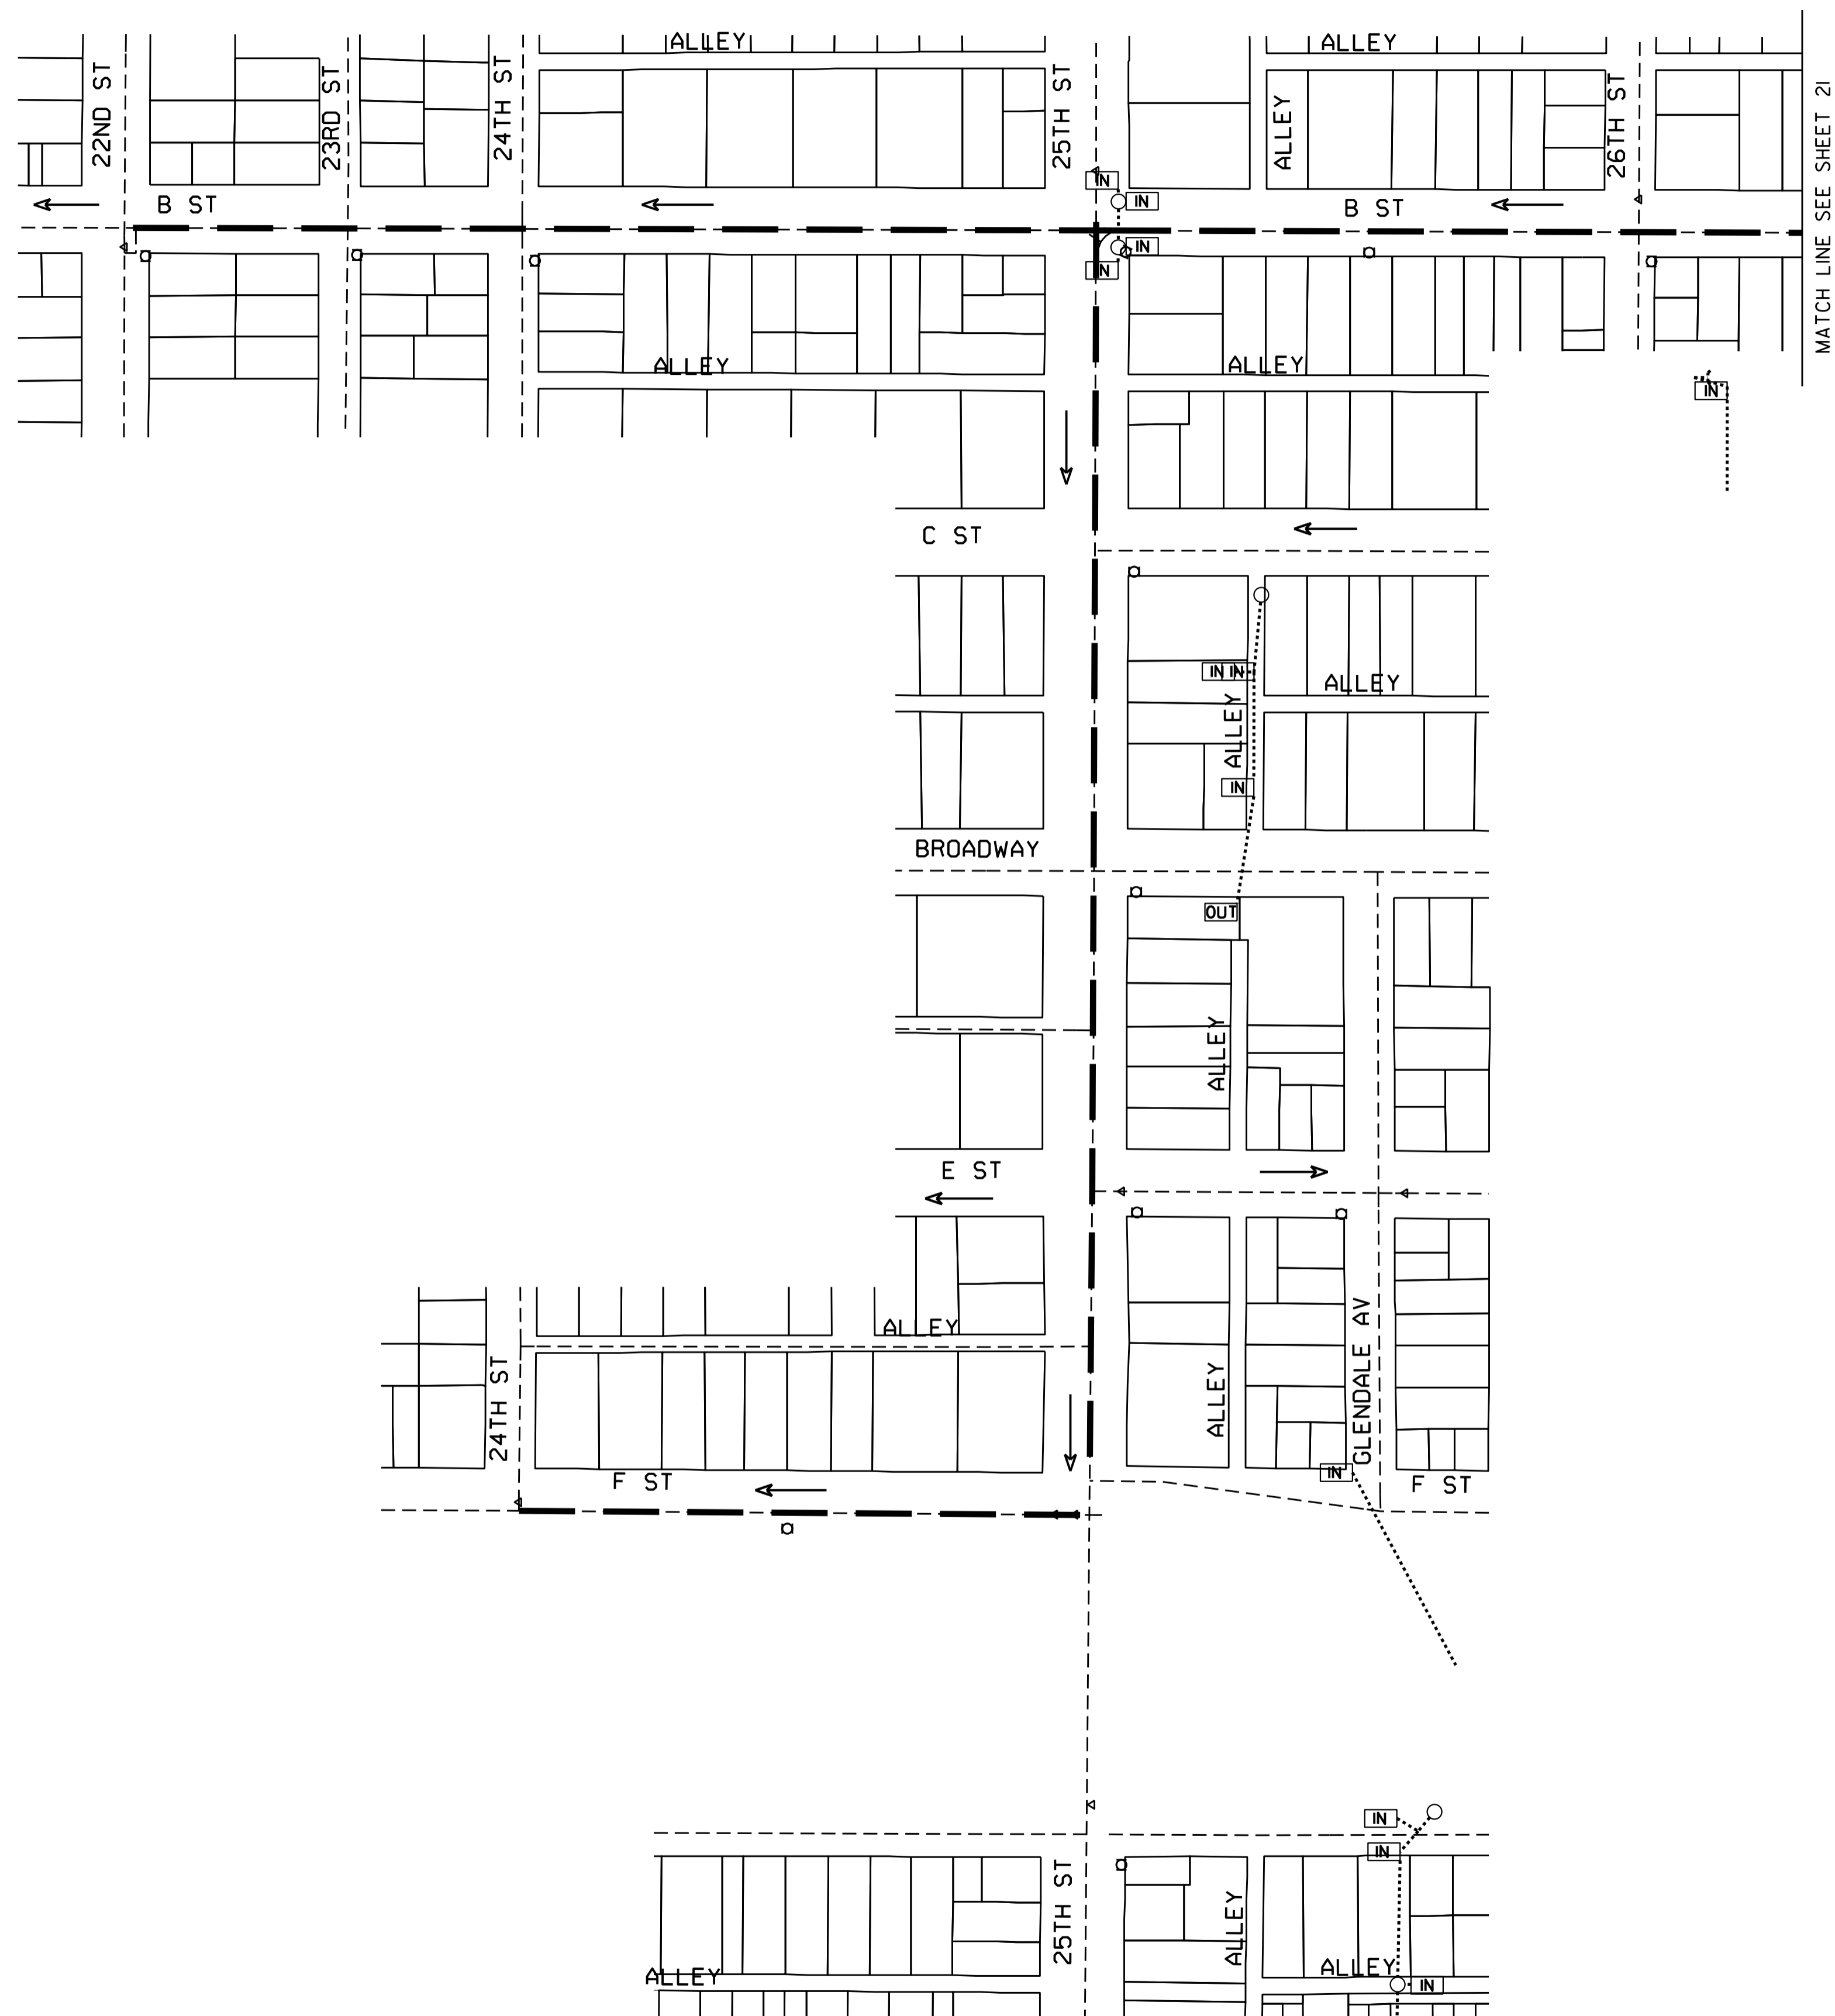 ALLEY
ALLEY
22ND ST
23RD ST
24TH ST
25TH ST
ALLEY
26TH ST
MATCH LINE SEE SHEET 21
IN
IN
B ST
B ST
IN
IN
ALLEY
ALLEY
IN
C ST
IN
IN
ALLEY
ALLEY
IN
BROADWAY
OUT
ALLEY
E ST
ALLEY
24TH ST
ALLEY
GLENDALE AV
IN
F ST
F ST
IN
IN
25TH ST
ALLEY
ALLEY
ALLEY
IN